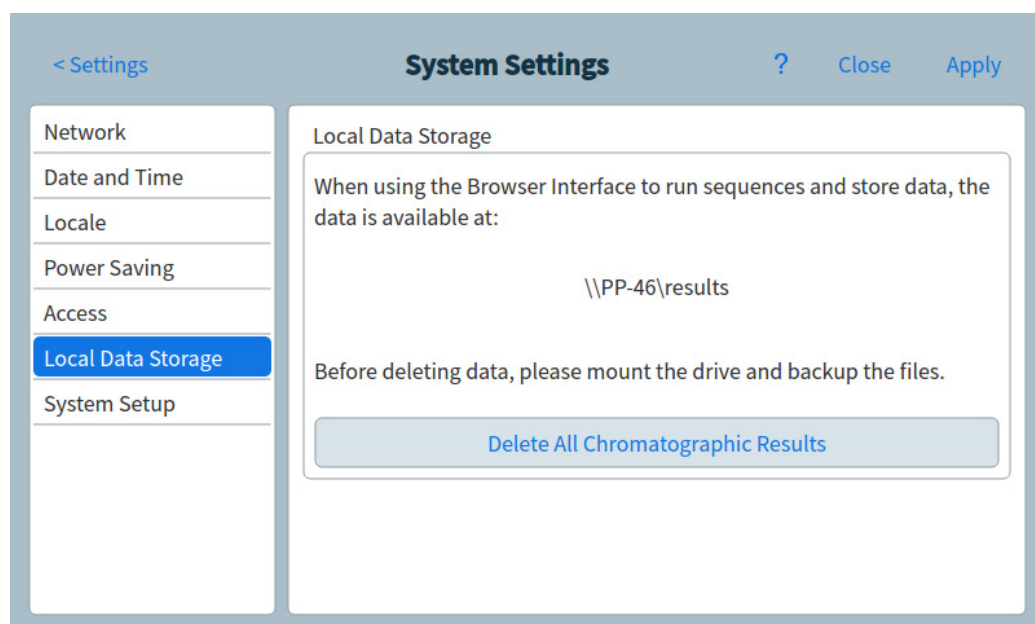 < Settings
System Settings
?
Close
Apply
Network
Date and Time
Locale
Power Saving
Access
Local Data Storage
System Setup
Local Data Storage
When using the Browser Interface to run sequences and store data, the
data is available at:
\\PP-46\results
Before deleting data, please mount the drive and backup the files.
Delete All Chromatographic Results